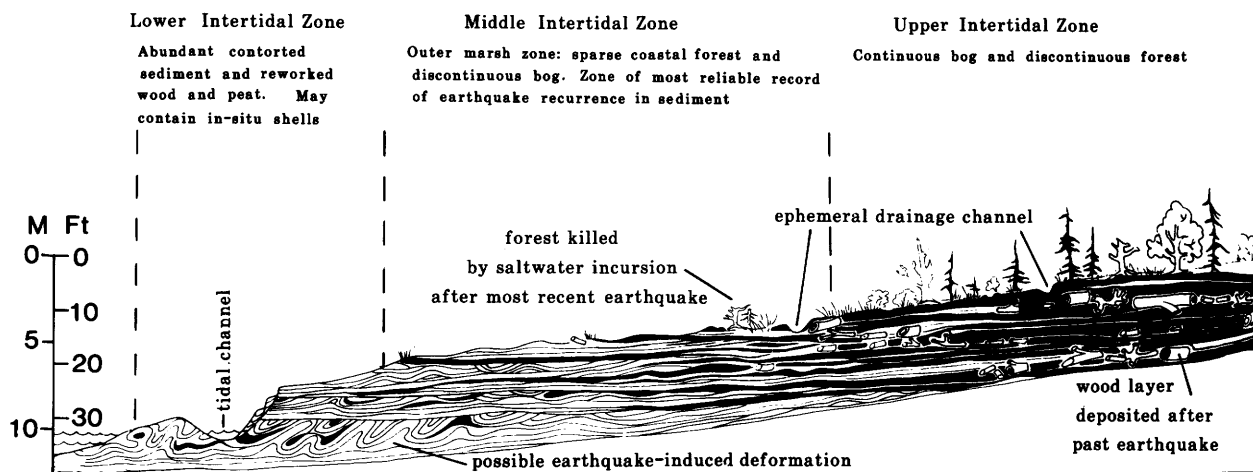 Lower Intertidal Zone
Abundant contorted
sediment and reworked
wood and peat. May
contain in-situ shells
Middle Intertidal Zone
Outer marsh zone: sparse coastal forest and
discontinuous bog. Zone of most reliable record
of earthquake recurrence in sediment
Upper Intertidal Zone
Continuous bog and discontinuous forest
M Ft
0 0
10
5
20
10 30
tidal channel
forest killed
by saltwater incursion
after most recent earthquake
ephemeral drainage channel
wood layer
deposited after
past earthquake
possible earthquake-induced deformation